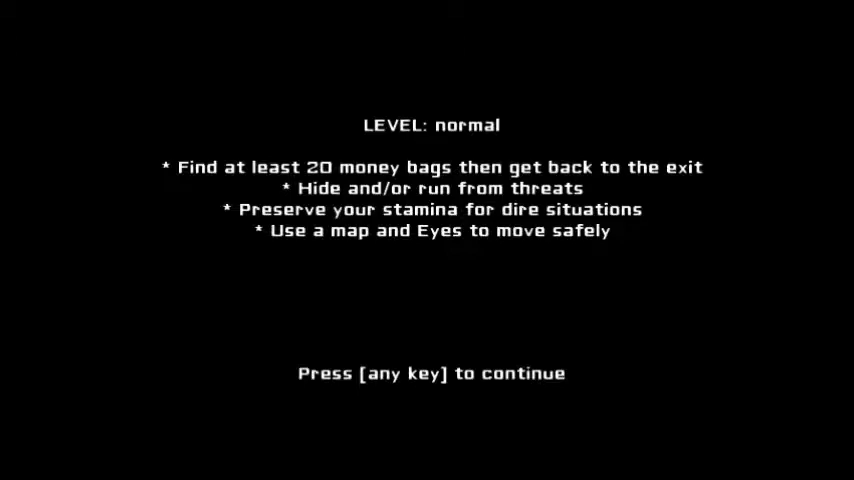 LEVEL: normal
* Find at least 20 money bags then get back to the exit
* Hide and/or run from threats
* Preserve your stamina for dire situations
* Use a map and Eyes to move safely
Press [any key] to continue